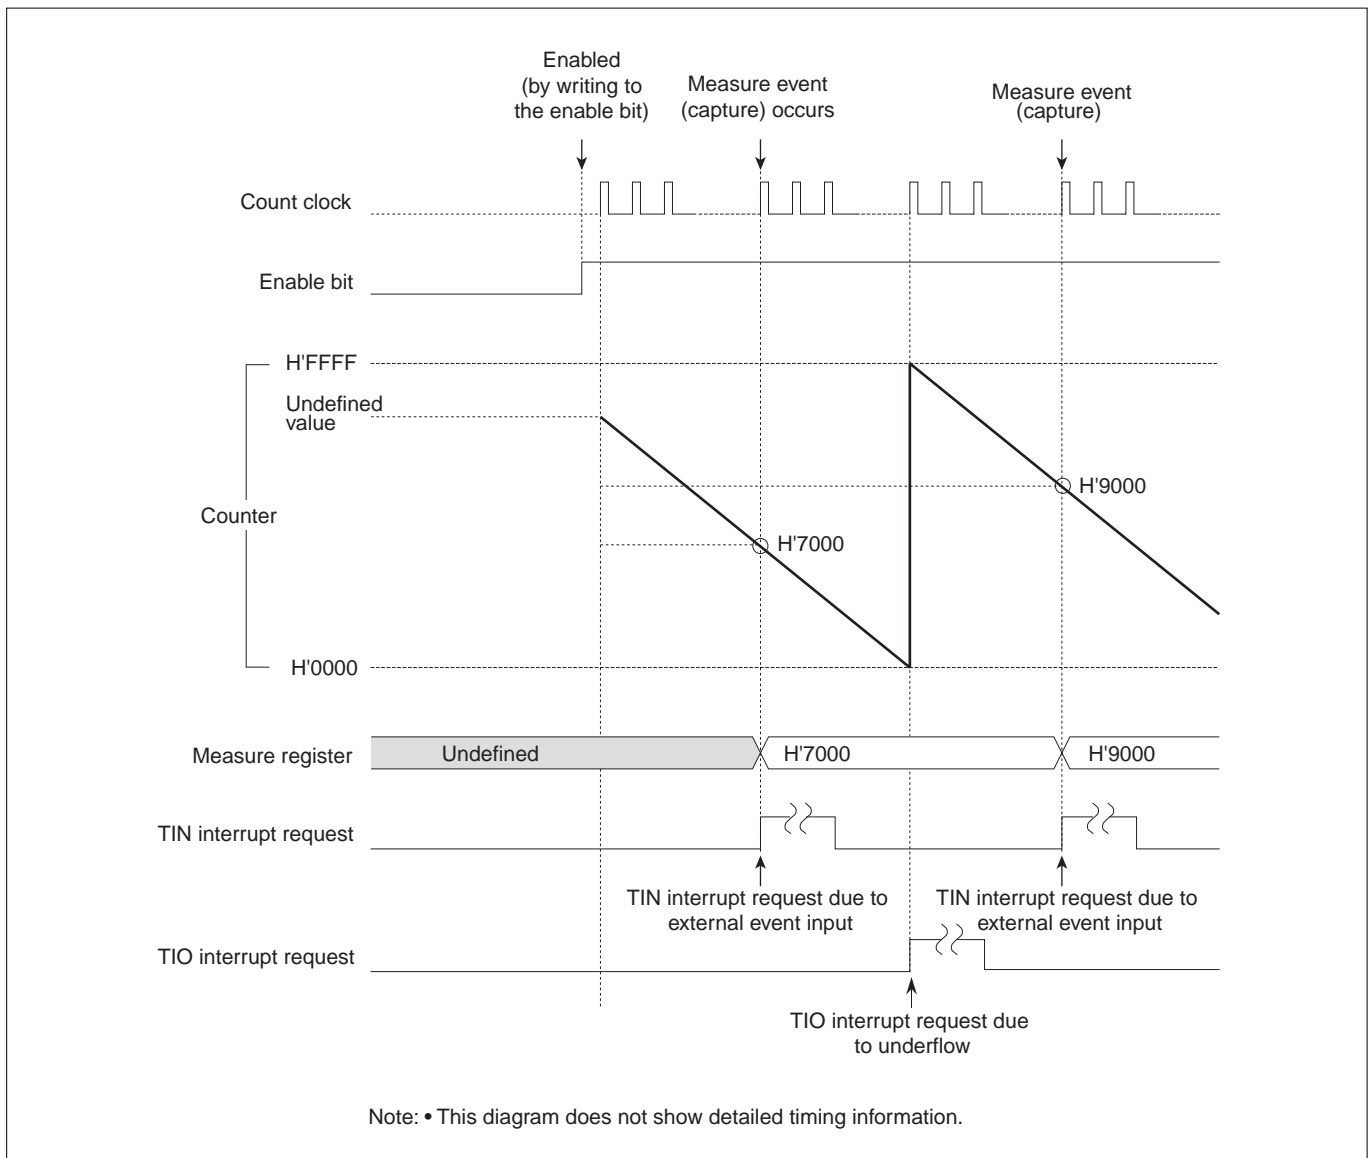 Enabled
(by writing to
the enable bit)
Measure event
(capture) occurs
Measure event
(capture)
Count clock
Enable bit
H'FFFF
Undefined
value
H'9000
Counter
H'7000
H'0000
Measure register
Undefined
H'7000
H'9000
TIN interrupt request
TIN interrupt request due to
external event input
TIN interrupt request due to
external event input
TIO interrupt request
TIO interrupt request due
to underflow
Note: • This diagram does not show detailed timing information.